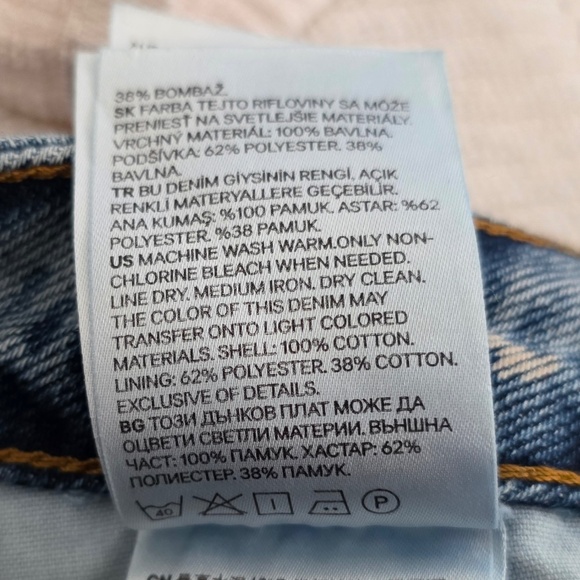 38% BOMBAŽ.
SK FARBA TEJTO RIFLOVINY SA MÔŽE
PRENIESŤ NA SVETLEJŠIE MATERIÁLY.
VRCHNÝ MATERIÁL: 100% BAVLNA.
PODŠÍVKA: 62% POLYESTER. 38%
BAVLNA.
TR BU DENİM GİYSİNİN RENGİ, AÇIK
RENKLİ MATERYALLERE GEÇEBİLİR.
ANA KUMAŞ: %100 PAMUK. ASTAR: %62
POLYESTER. %38 PAMUK.
US MACHINE WASH WARM.ONLY NON-
CHLORINE BLEACH WHEN NEEDED.
LINE DRY. MEDIUM IRON. DRY CLEAN.
THE COLOR OF THIS DENIM MAY
TRANSFER ONTO LIGHT COLORED
MATERIALS. SHELL: 100% COTTON.
LINING: 62% POLYESTER. 38% COTTON.
EXCLUSIVE OF DETAILS.
BG ТОЗИ ДЪНКОВ ПЛАТ МОЖЕ ДА
ОЦВЕТИ СВЕТЛИ МАТЕРИИ. ВЪНШНА
ЧАСТ: 100% ПАМУК. ХАСТАР: 62%
ПОЛИЕСТЕР. 38% ПАМУК.
40 P